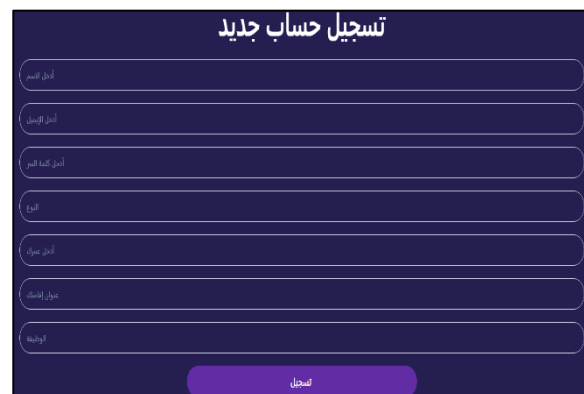 تسجيل حساب جديد
أدخل الاسم
أدخل الإيميل
أدخل كلمة السر
النوع
أدخل عمرك
عنوان إقامتك
الوظيفة
تسجيل